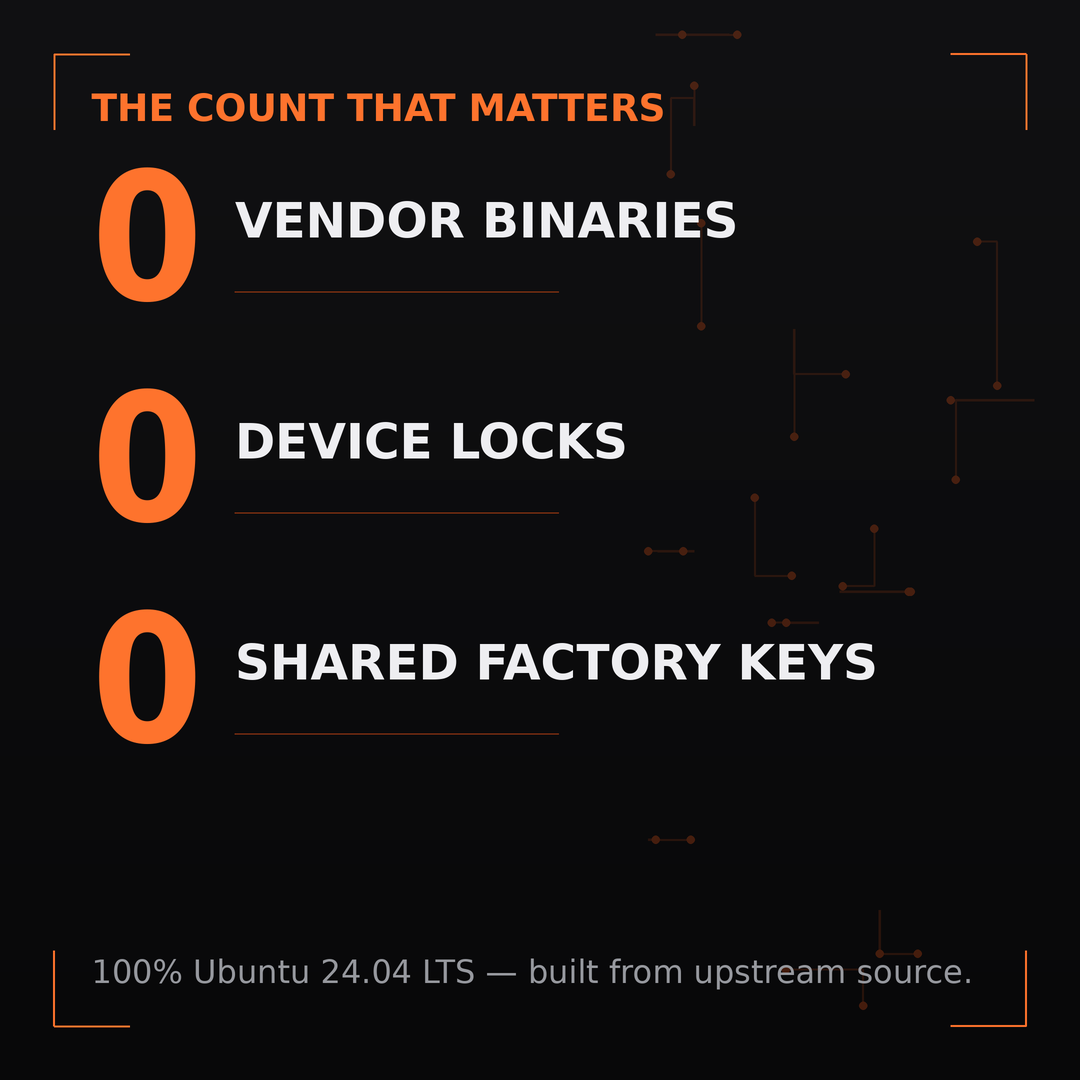 THE COUNT THAT MATTERS
0 VENDOR BINARIES
0 DEVICE LOCKS
0 SHARED FACTORY KEYS
100% Ubuntu 24.04 LTS — built from upstream source.